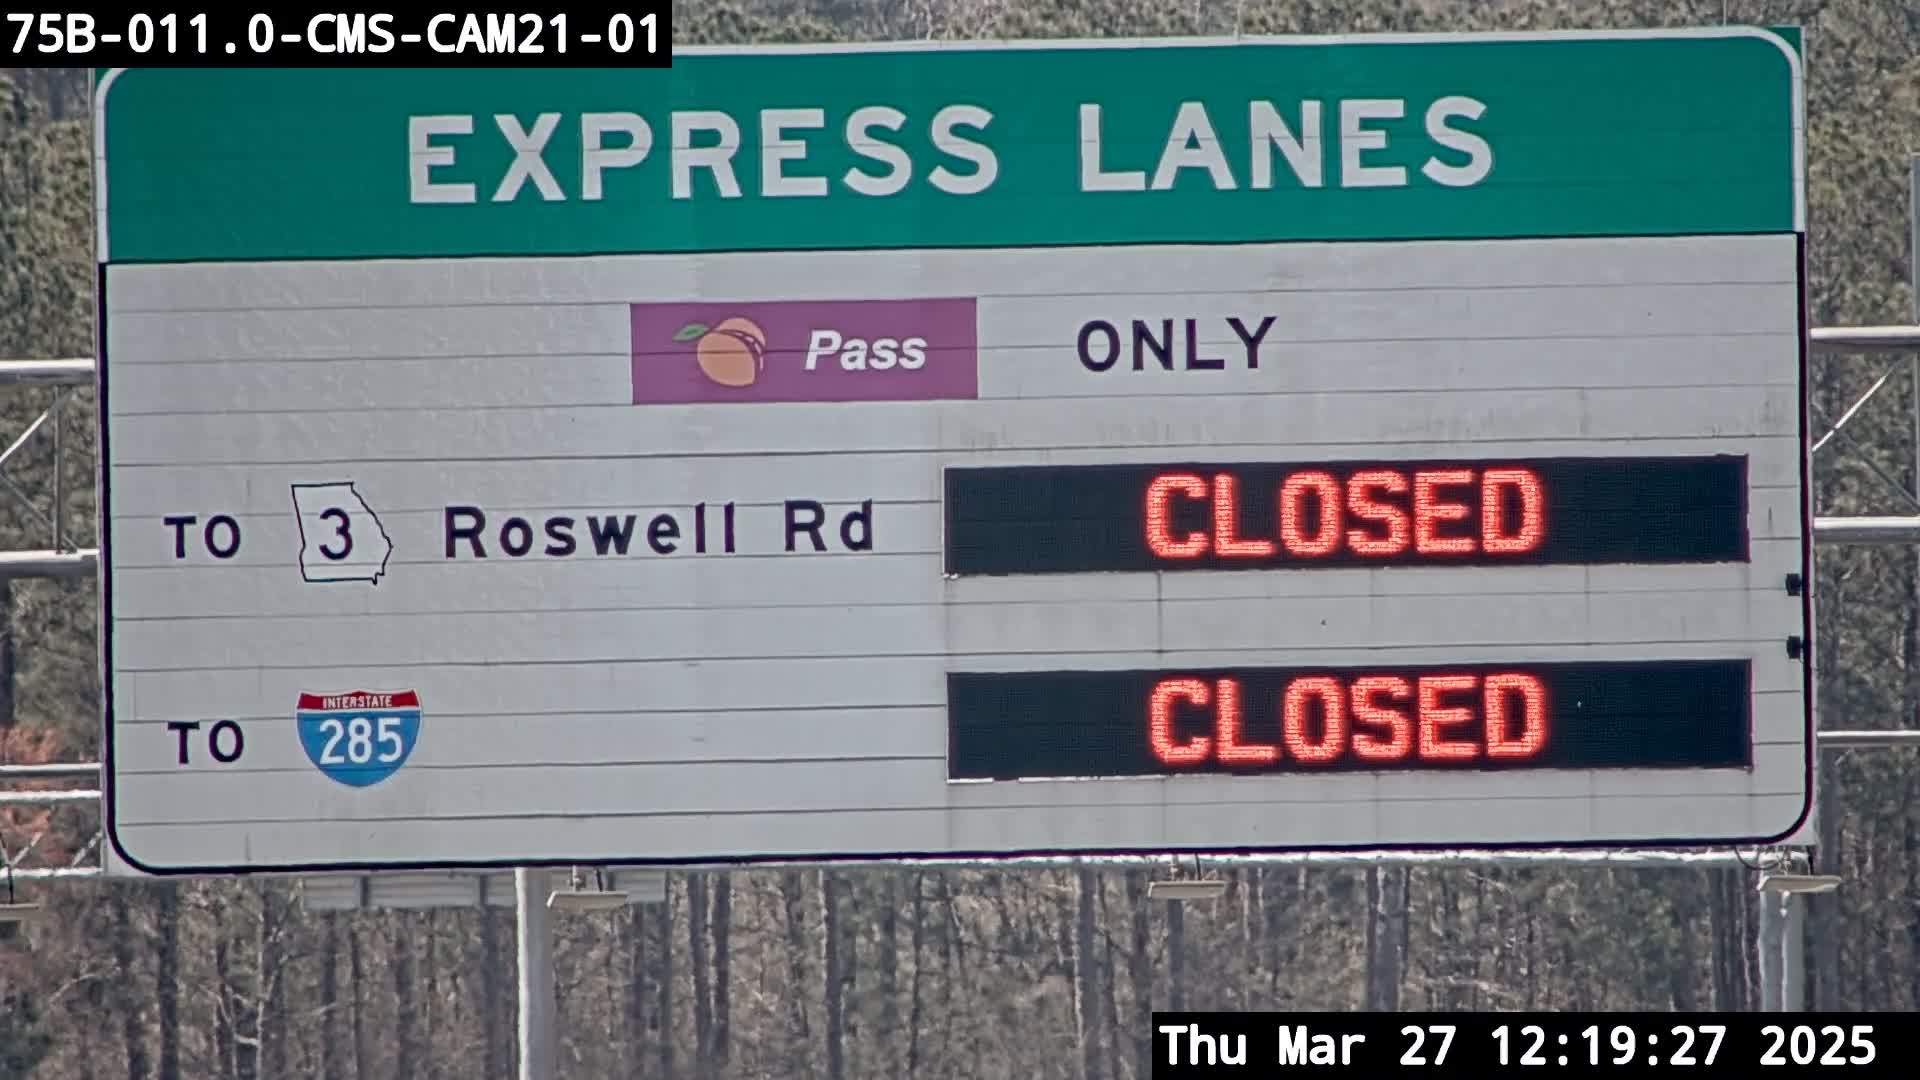 75B-011.0-CMS-CAM21-01
EXPRESS LANES
Pass ONLY
TO 3 Roswell Rd CLOSED
INTERSTATE
TO 285 CLOSED
Thu Mar 27 12:19:27 2025